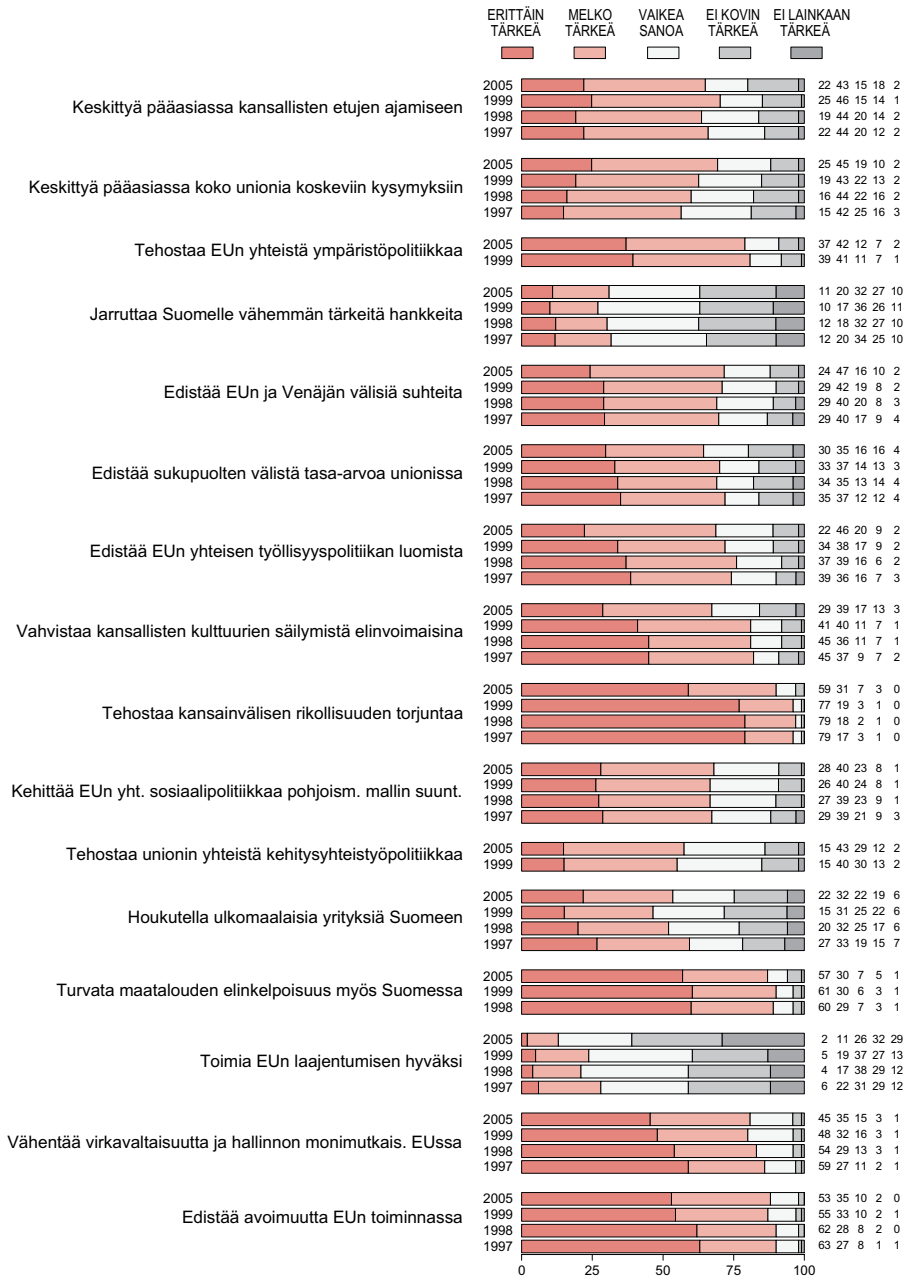 ERITTÄIN MELKO VAIKEA EI KOVIN EI LAINKAAN
TÄRKEÄ TÄRKEÄ SANOA TÄRKEÄ TÄRKEÄ
Keskittyä pääasiassa kansallisten etujen ajamiseen
2005 22 43 15 18 2
1999 25 46 15 14 1
1998 19 44 20 14 2
1997 22 44 20 12 2
Keskittyä pääasiassa koko unionia koskeviin kysymyksiin
2005 25 45 19 10 2
1999 19 43 22 13 2
1998 16 44 22 16 2
1997 15 42 25 16 3
Tehostaa EUn yhteistä ympäristöpolitiikkaa
2005 37 42 12 7 2
1999 39 41 11 7 1
Jarruttaa Suomelle vähemmän tärkeitä hankkeita
2005 11 20 32 27 10
1999 10 17 36 26 11
1998 12 18 32 27 10
1997 12 20 34 25 10
Edistää EUn ja Venäjän välisiä suhteita
2005 24 47 16 10 2
1999 29 42 19 8 2
1998 29 40 20 8 3
1997 29 40 17 9 4
Edistää sukupuolten välistä tasa-arvoa unionissa
2005 30 35 16 16 4
1999 33 37 14 13 3
1998 34 35 13 14 4
1997 35 37 12 12 4
Edistää EUn yhteisen työllisyyspolitiikan luomista
2005 22 46 20 9 2
1999 34 38 17 9 2
1998 37 39 16 6 2
1997 39 36 16 7 3
Vahvistaa kansallisten kulttuurien säilymistä elinvoimaisina
2005 29 39 17 13 3
1999 41 40 11 7 1
1998 45 36 11 7 1
1997 45 37 9 7 2
Tehostaa kansainvälisen rikollisuuden torjuntaa
2005 59 31 7 3 0
1999 77 19 3 1 0
1998 79 18 2 1 0
1997 79 17 3 1 0
Kehittää EUn yht. sosiaalipolitiikkaa pohjoism. mallin suunt.
2005 28 40 23 8 1
1999 26 40 24 8 1
1998 27 39 23 9 1
1997 29 39 21 9 3
Tehostaa unionin yhteistä kehitysyhteistyöpolitiikkaa
2005 15 43 29 12 2
1999 15 40 30 13 2
Houkutella ulkomaalaisia yrityksiä Suomeen
2005 22 32 22 19 6
1999 15 31 25 22 6
1998 20 32 25 17 6
1997 27 33 19 15 7
Turvata maatalouden elinkelpoisuus myös Suomessa
2005 57 30 7 5 1
1999 61 30 6 3 1
1998 60 29 7 3 1
Toimia EUn laajentumisen hyväksi
2005 2 11 26 32 29
1999 5 19 37 27 13
1998 4 17 38 29 12
1997 6 22 31 29 12
Vähentää virkavaltaisuutta ja hallinnon monimutkais. EUssa
2005 45 35 15 3 1
1999 48 32 16 3 1
1998 54 29 13 3 1
1997 59 27 11 2 1
Edistää avoimuutta EUn toiminnassa
2005 53 35 10 2 0
1999 55 33 10 2 1
1998 62 28 8 2 0
1997 63 27 8 1 1
0 25 50 75 100